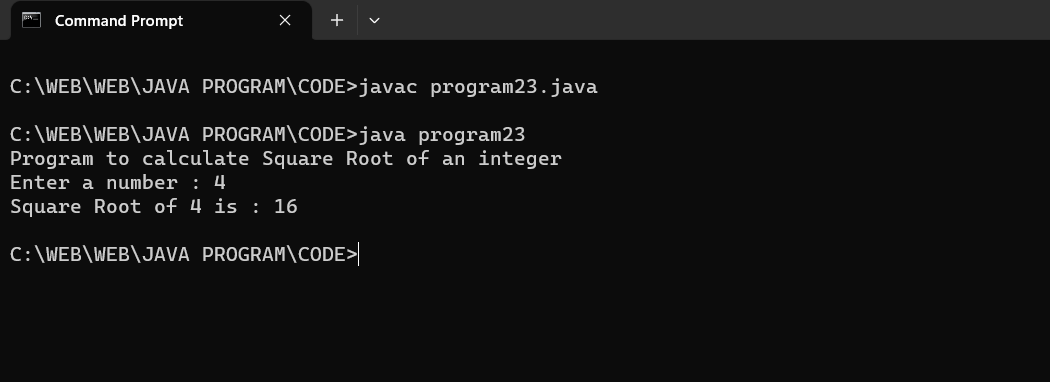 Command Prompt
C:\WEB\WEB\JAVA PROGRAM\CODE>javac program23.java
C:\WEB\WEB\JAVA PROGRAM\CODE>java program23
Program to calculate Square Root of an integer
Enter a number : 4
Square Root of 4 is : 16
C:\WEB\WEB\JAVA PROGRAM\CODE>